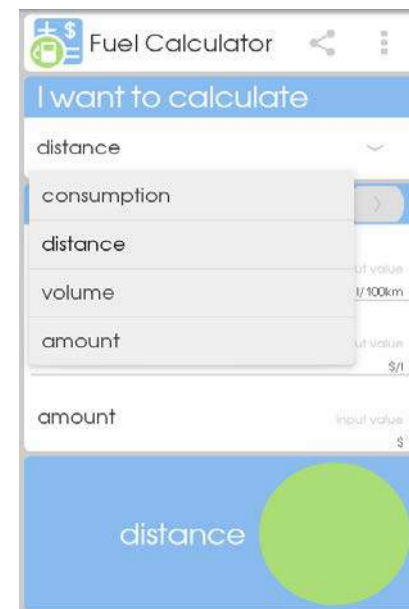 Fuel Calculator
I want to calculate
distance
consumption
distance
volume
amount
ut value
l/100km
ut value
$/l
amount
input value
$
distance